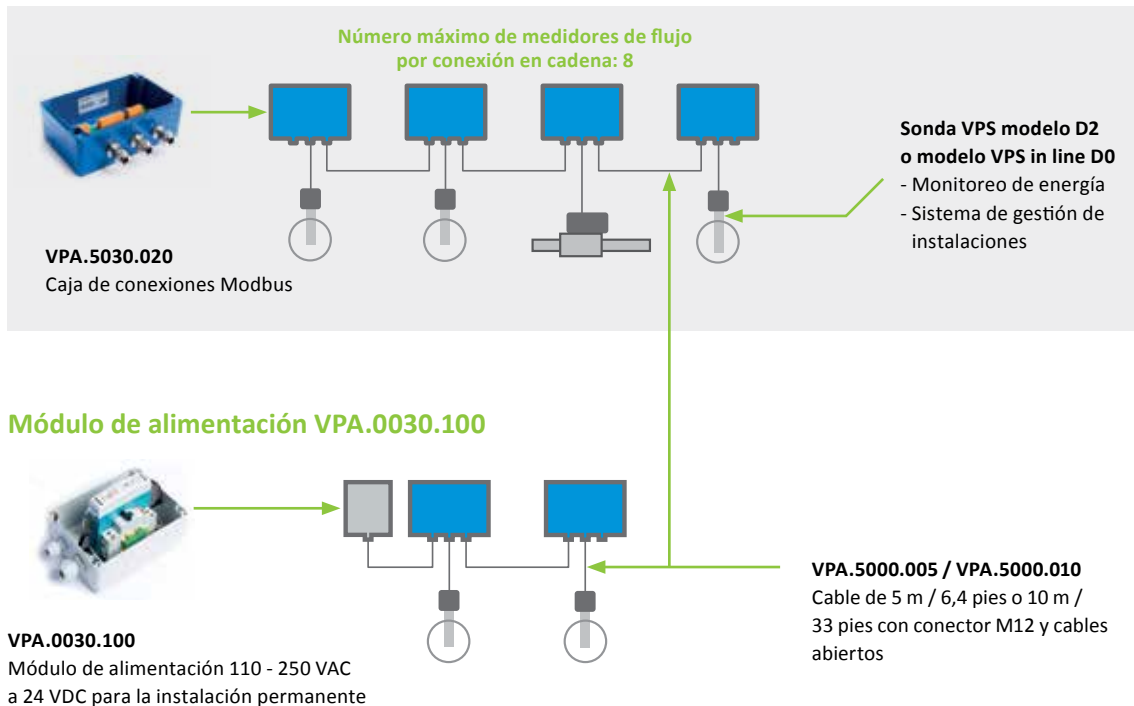 Número máximo de medidores de flujo
por conexión en cadena: 8
Sonda VPS modelo D2
o modelo VPS in line D0
- Monitoreo de energía
- Sistema de gestión de
instalaciones
VPA.5030.020
Caja de conexiones Modbus
Módulo de alimentación VPA.0030.100
VPA.0030.100
Módulo de alimentación 110 - 250 VAC
a 24 VDC para la instalación permanente
VPA.5000.005 / VPA.5000.010
Cable de 5 m / 6,4 pies o 10 m /
33 pies con conector M12 y cables
abiertos